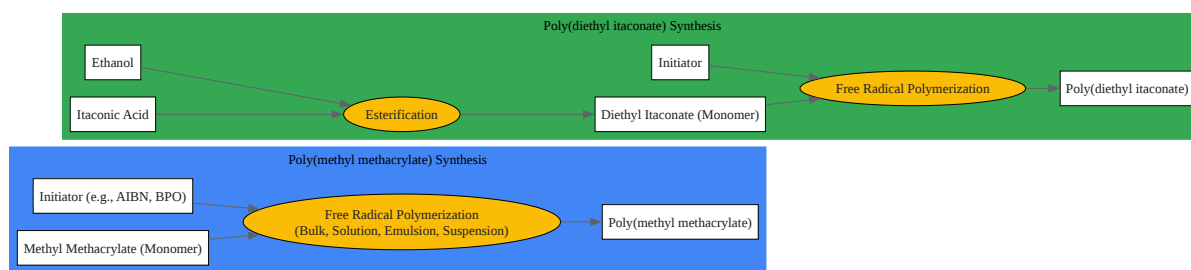 Poly(diethyl itaconate) Synthesis
Ethanol
Initiator
Itaconic Acid
Esterification
Diethyl Itaconate (Monomer)
Free Radical Polymerization
Poly(diethyl itaconate)
Poly(methyl methacrylate) Synthesis
Initiator (e.g., AIBN, BPO)
Methyl Methacrylate (Monomer)
Free Radical Polymerization
(Bulk, Solution, Emulsion, Suspension)
Poly(methyl methacrylate)